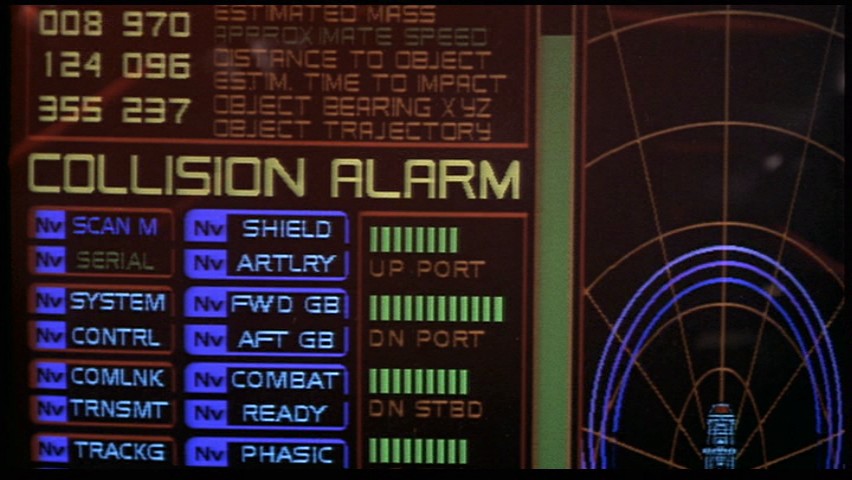 008 970
124 096
355 237
ESTIMATED MASS
APPROXIMATE SPEED
DISTANCE TO OBJECT
ESTIM. TIME TO IMPACT
OBJECT BEARING XYZ
OBJECT TRAJECTORY
COLLISION ALARM
Nv SCAN M
Nv SERIAL
Nv SYSTEM
Nv CONTRL
Nv COMLNK
Nv TRNSMT
Nv TRACKG
Nv SHIELD
Nv ARTLRY
Nv FWD GB
Nv AFT GB
Nv COMBAT
Nv READY
Nv PHASIC
UP PORT
DN PORT
DN STBD